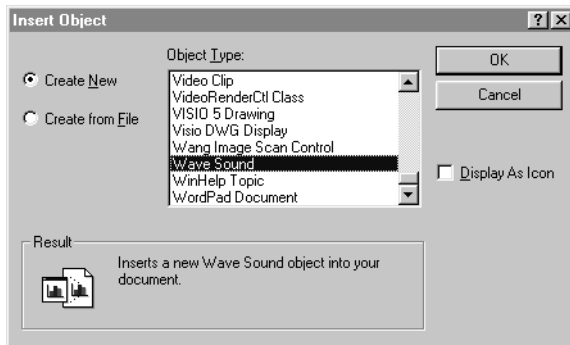 Insert Object
Object Type:
Create New
Create from File
Video Clip
VideoRenderCtl Class
VISIO 5 Drawing
Visio DWG Display
Wang Image Scan Control
Wave Sound
WinHelp Topic
WordPad Document
OK
Cancel
Display As Icon
Result
Inserts a new Wave Sound object into your
document.